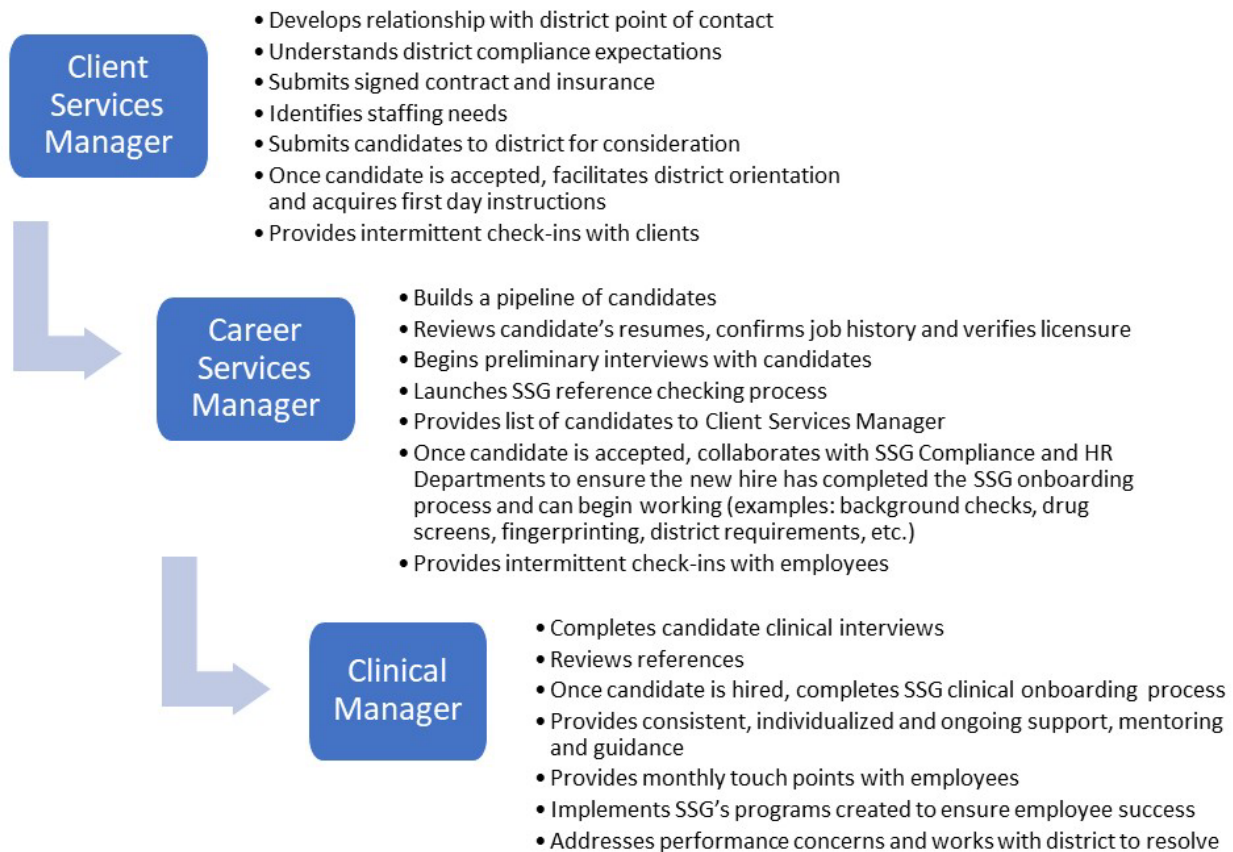 • Develops relationship with district point of contact
• Understands district compliance expectations
• Submits signed contract and insurance
• Identifies staffing needs
• Submits candidates to district for consideration
• Once candidate is accepted, facilitates district orientation
and acquires first day instructions
• Provides intermittent check-ins with clients
Client
Services
Manager
• Builds a pipeline of candidates
• Reviews candidate’s resumes, confirms job history and verifies licensure
• Begins preliminary interviews with candidates
• Launches SSG reference checking process
• Provides list of candidates to Client Services Manager
• Once candidate is accepted, collaborates with SSG Compliance and HR
Departments to ensure the new hire has completed the SSG onboarding
process and can begin working (examples: background checks, drug
screens, fingerprinting, district requirements, etc.)
• Provides intermittent check-ins with employees
Career
Services
Manager
• Completes candidate clinical interviews
• Reviews references
• Once candidate is hired, completes SSG clinical onboarding process
• Provides consistent, individualized and ongoing support, mentoring
and guidance
• Provides monthly touch points with employees
• Implements SSG’s programs created to ensure employee success
• Addresses performance concerns and works with district to resolve
Clinical
Manager